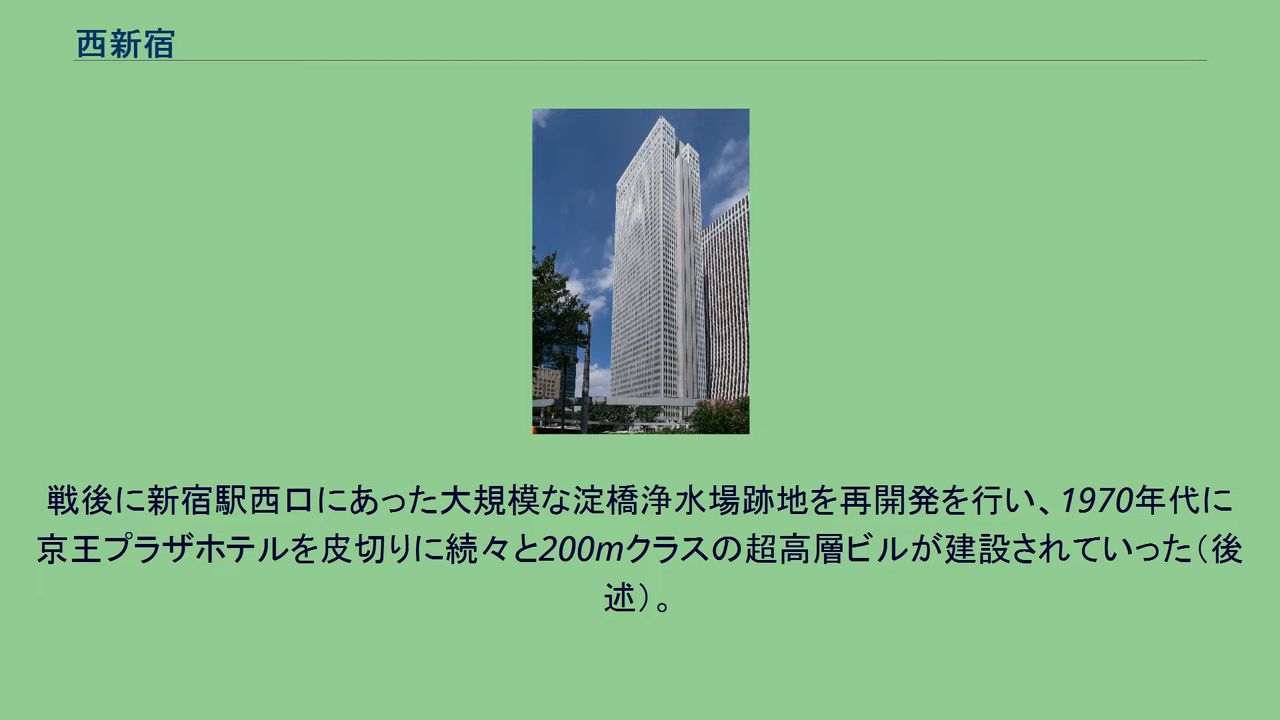 西新宿
戦後に新宿駅西口にあった大規模な淀橋浄水場跡地を再開発を行い、1970年代に
京王プラザホテルを皮切りに続々と200mクラスの超高層ビルが建設されていった（後
述）。